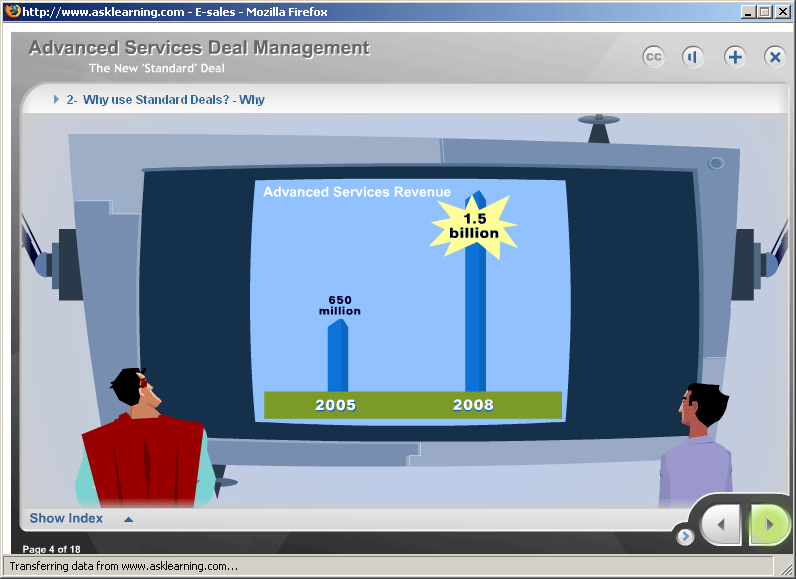 http://www.asklearning.com - E-sales - Mozilla Firefox
Advanced Services Deal Management
The New 'Standard' Deal
CC
2- Why use Standard Deals? - Why
Advanced Services Revenue
1.5
billion
650
million
2005
2008
Show Index
Page 4 of 18
Transferring data from www.asklearning.com...